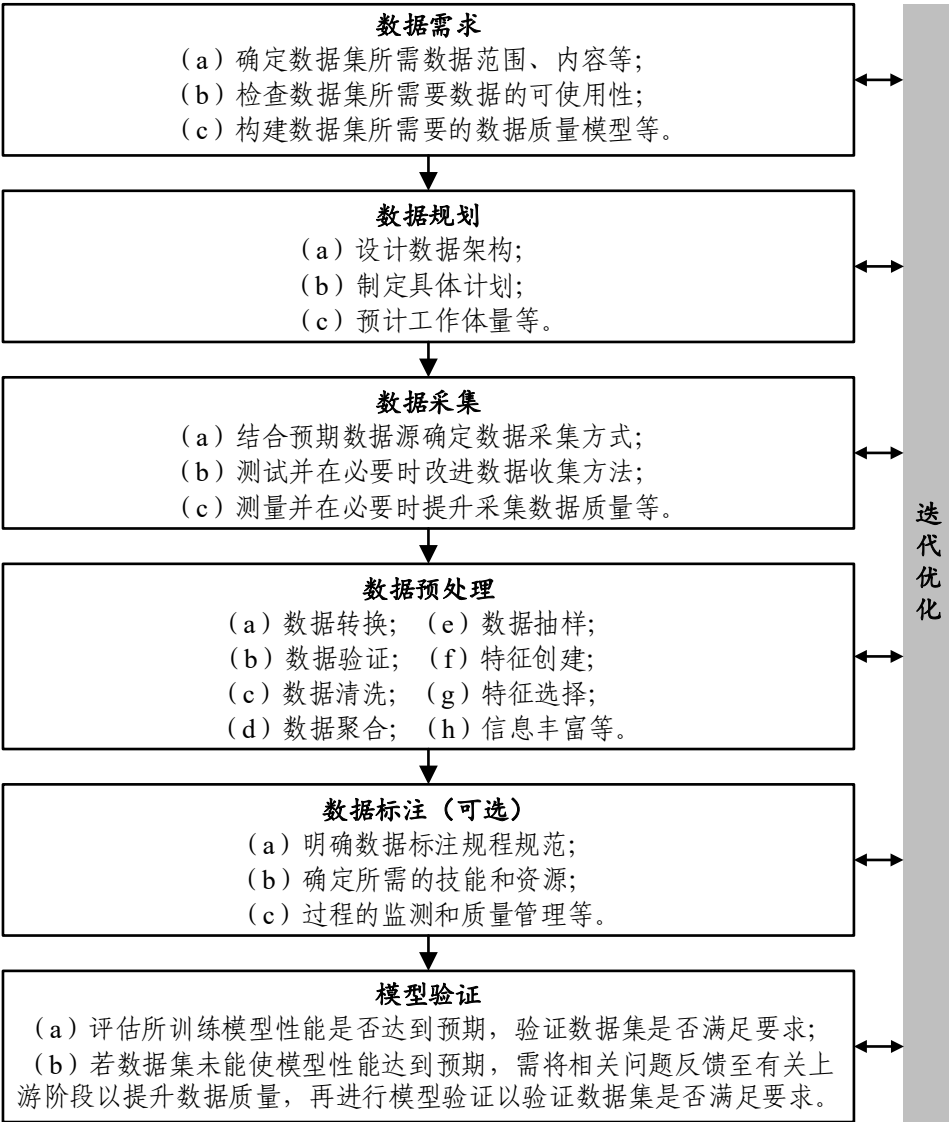 数据需求
（a）确定数据集所需数据范围、内容等；
（b）检查数据集所需要数据的可使用性；
（c）构建数据集所需要的数据质量模型等。
数据规划
（a）设计数据架构；
（b）制定具体计划；
（c）预计工作体量等。
数据采集
（a）结合预期数据源确定数据采集方式；
（b）测试并在必要时改进数据收集方法；
（c）测量并在必要时提升采集数据质量等。
数据预处理
（a）数据转换；（e）数据抽样；
（b）数据验证；（f）特征创建；
（c）数据清洗；（g）特征选择；
（d）数据聚合；（h）信息丰富等。
数据标注（可选）
（a）明确数据标注规程规范；
（b）确定所需的技能和资源；
（c）过程的监测和质量管理等。
模型验证
（a）评估所训练模型性能是否达到预期，验证数据集是否满足要求；
（b）若数据集未能使模型性能达到预期，需将相关问题反馈至有关上
游阶段以提升数据质量，再进行模型验证以验证数据集是否满足要求。
迭代优化